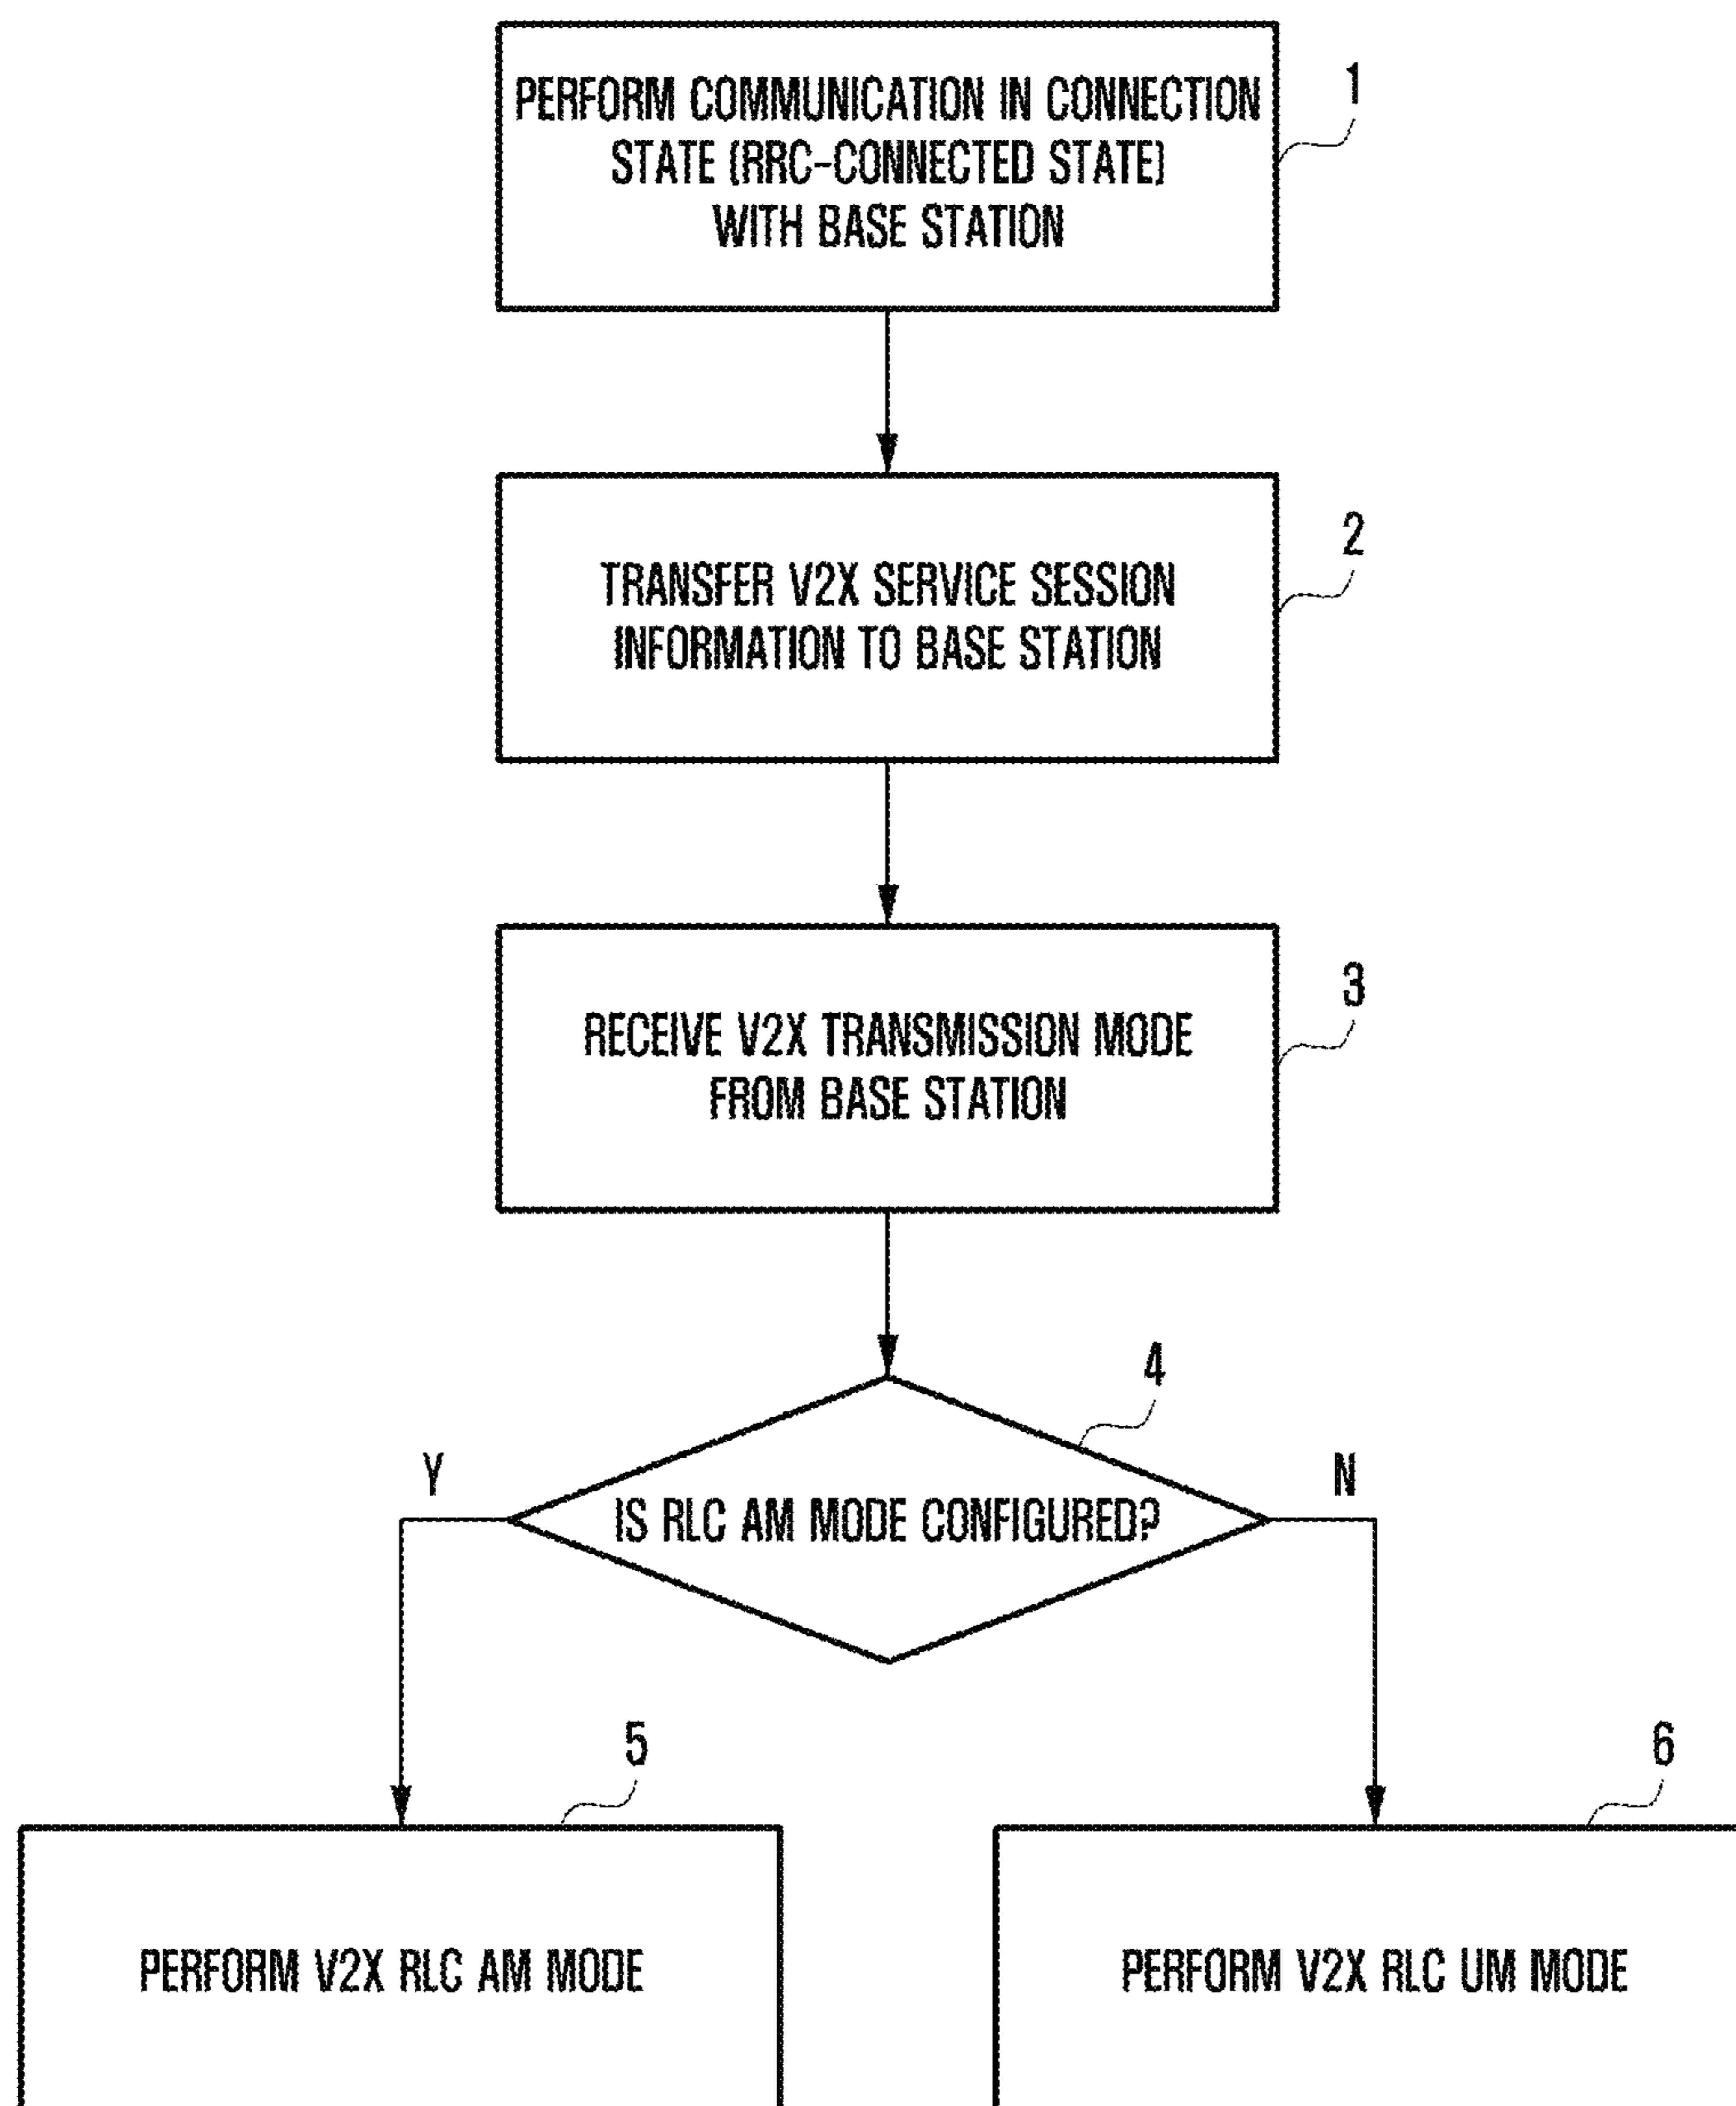 PERFORM COMMUNICATION IN CONNECTION
STATE (RRC-CONNECTED STATE)
WITH BASE STATION
1
TRANSFER V2X SERVICE SESSION
INFORMATION TO BASE STATION
2
RECEIVE V2X TRANSMISSION MODE
FROM BASE STATION
3
4
Y
IS RLC AM MODE CONFIGURED?
N
5
6
PERFORM V2X RLC AM MODE
PERFORM V2X RLC UM MODE